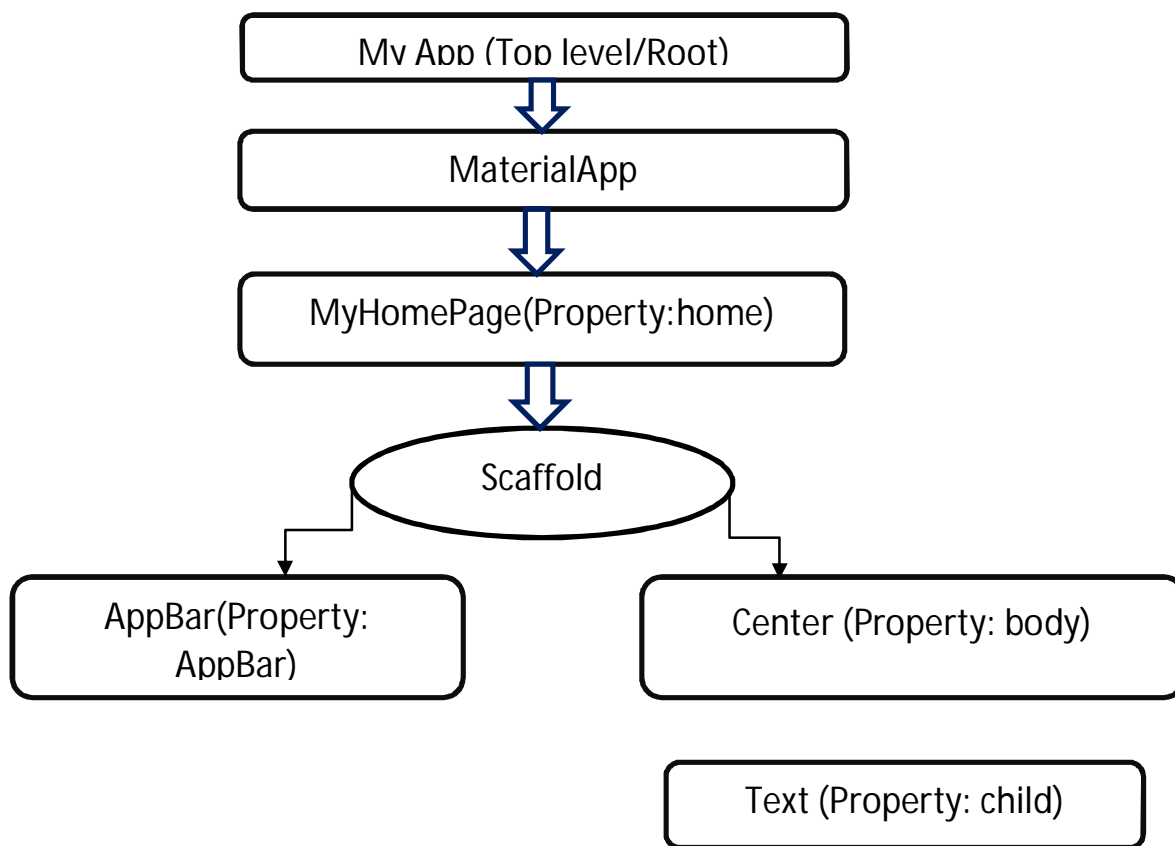 My App (Top level/Root)
MaterialApp
MyHomePage(Property:home)
Scaffold
AppBar(Property:
AppBar)
Center (Property: body)
Text (Property: child)